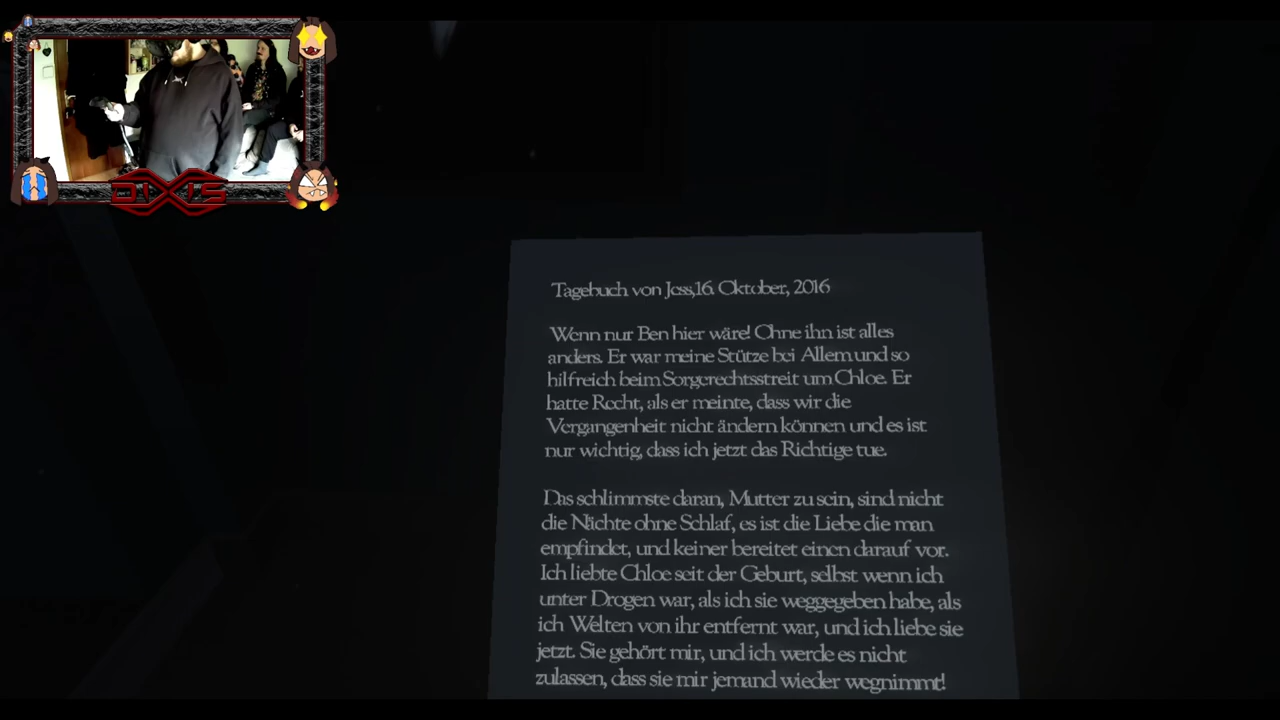 DIXIS
Tagebuch von Jess,16. Oktober, 2016
Wenn nur Ben hier wäre! Ohne ihn ist alles
anders. Er war meine Stütze bei Allem und so
hilfreich beim Sorgerechtsstreit um Chloe. Er
hatte Recht, als er meinte, dass wir die
Vergangenheit nicht ändern können und es ist
nur wichtig, dass ich jetzt das Richtige tue.
Das schlimmste daran, Mutter zu sein, sind nicht
die Nächte ohne Schlaf, es ist die Liebe die man
empfindet, und keiner bereitet einen darauf vor.
Ich liebte Chloe seit der Geburt, selbst wenn ich
unter Drogen war, als ich sie weggegeben habe, als
ich Welten von ihr entfernt war, und ich liebe sie
jetzt. Sie gehört mir, und ich werde es nicht
zulassen, dass sie mir jemand wieder wegnimmt!